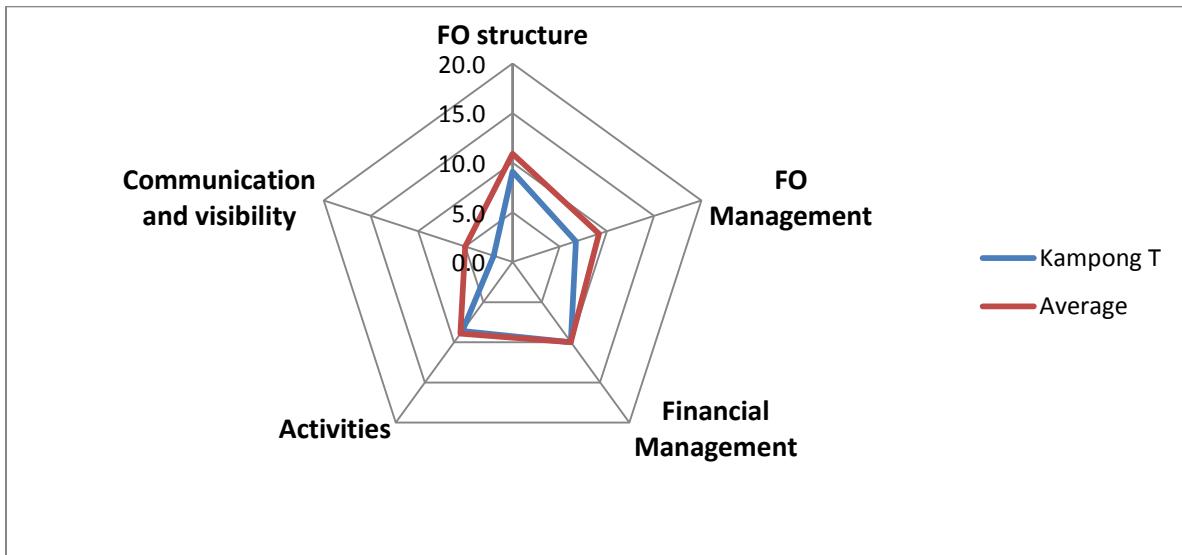 FO structure
20.0
15.0
10.0
5.0
0.0
Communication
and visibility
FO
Management
Kampong T
Average
Activities
Financial
Management